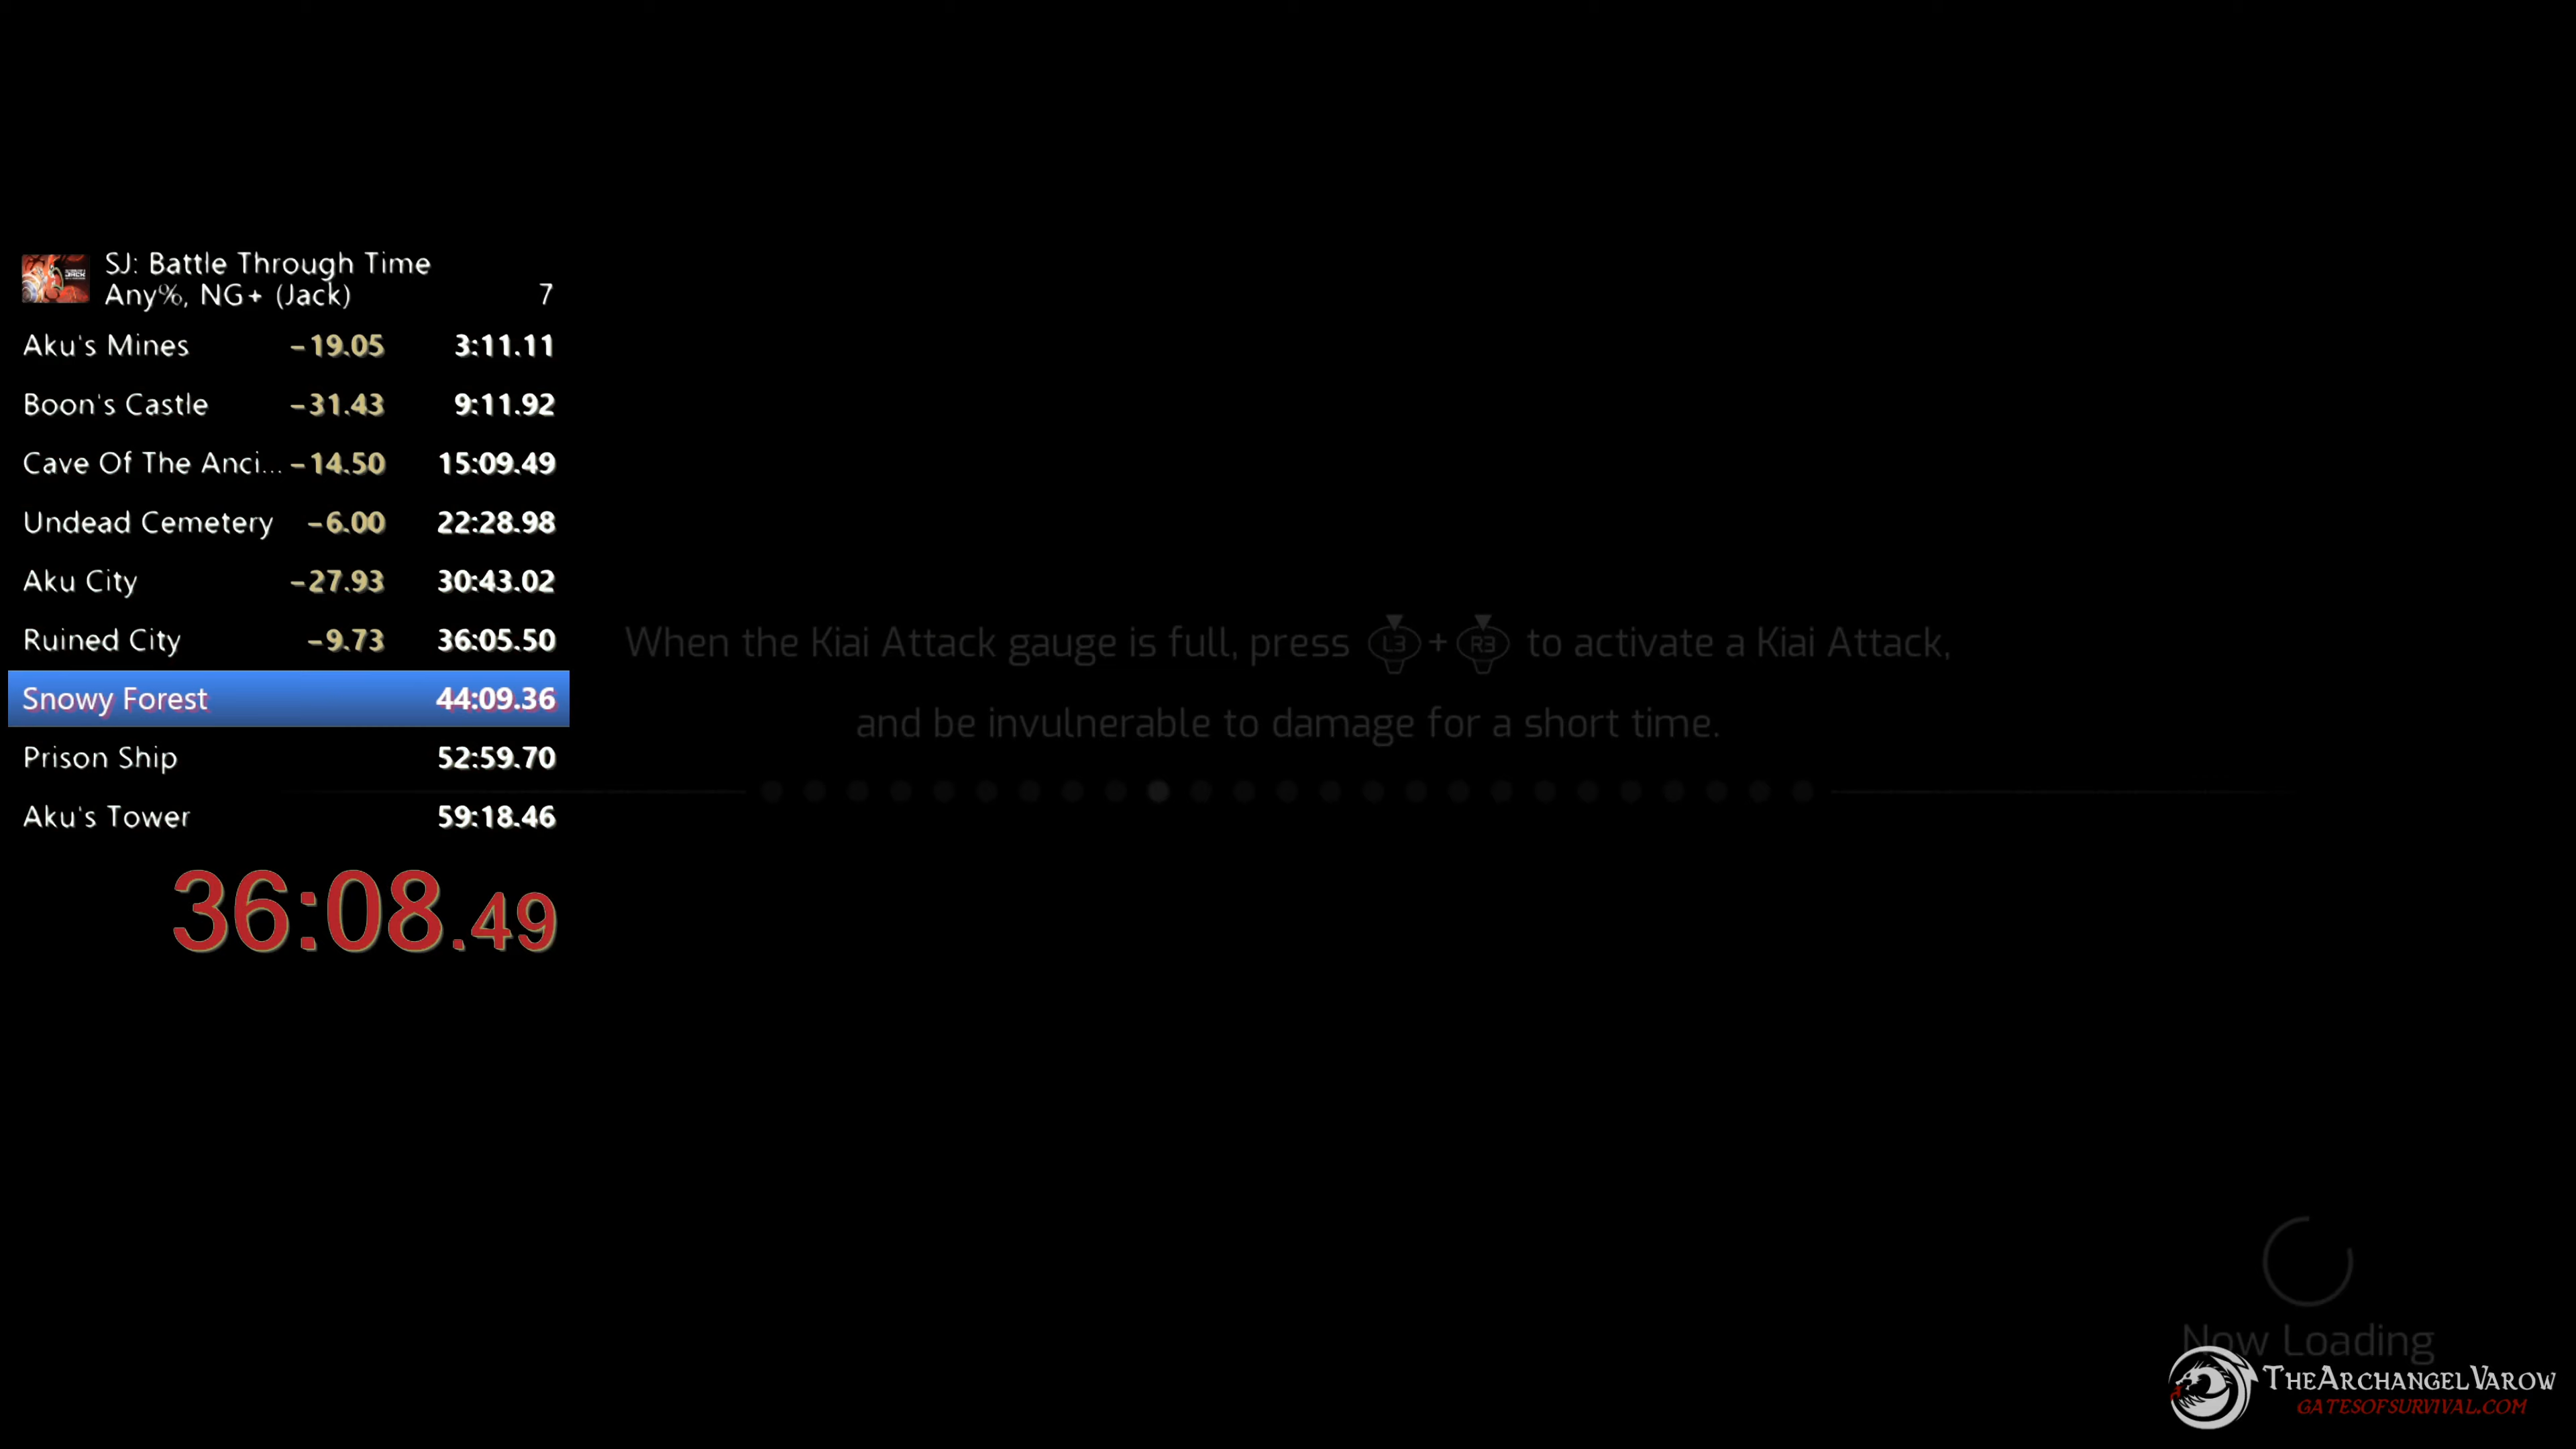 SJ: Battle Through Time
Any%, NG+ (Jack) 7
Aku's Mines -19.05 3:11.11
Boon's Castle -31.43 9:11.92
Cave Of The Anci... -14.50 15:09.49
Undead Cemetery -6.00 22:28.98
Aku City -27.93 30:43.02
Ruined City -9.73 36:05.50
Snowy Forest 44:09.36
Prison Ship 52:59.70
Aku's Tower 59:18.46
36:08.49
When the Kiai Attack gauge is full, press L3 + R3 to activate a Kiai Attack,
and be invulnerable to damage for a short time.
Now Loading
TheArchangelVarow
GATESOFSURVIVAL.COM